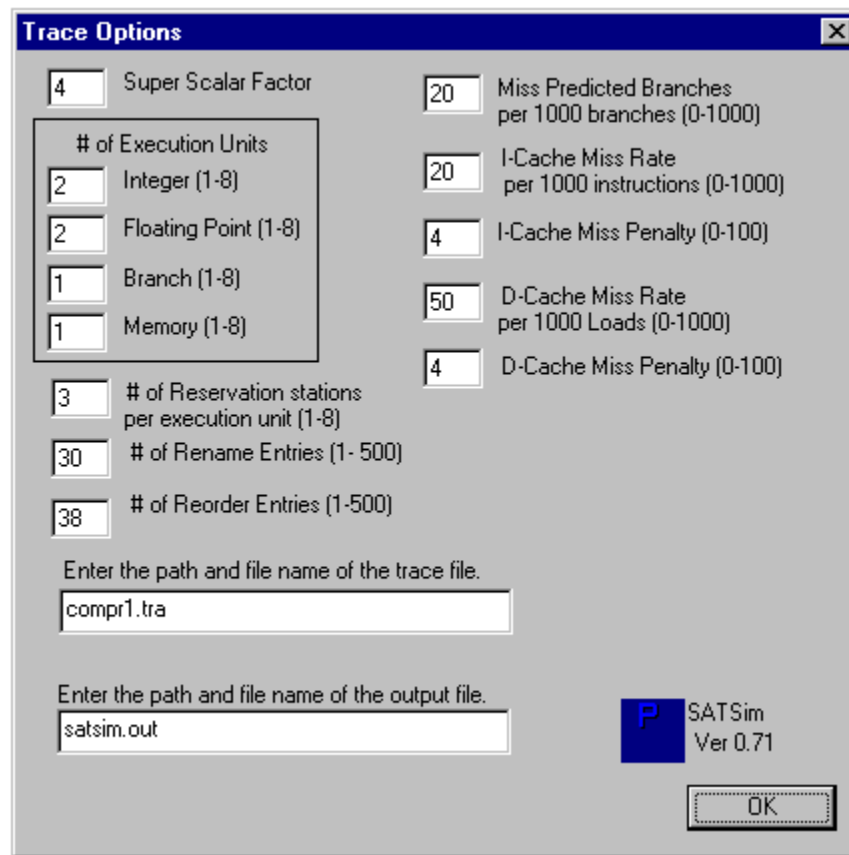 Trace Options
4 Super Scalar Factor
# of Execution Units
2 Integer (1-8)
2 Floating Point (1-8)
1 Branch (1-8)
1 Memory (1-8)
3 # of Reservation stations
per execution unit (1-8)
30 # of Rename Entries (1- 500)
38 # of Reorder Entries (1-500)
20 Miss Predicted Branches
per 1000 branches (0-1000)
20 I-Cache Miss Rate
per 1000 instructions (0-1000)
4 I-Cache Miss Penalty (0-100)
50 D-Cache Miss Rate
per 1000 Loads (0-1000)
4 D-Cache Miss Penalty (0-100)
Enter the path and file name of the trace file.
compr1.tra
Enter the path and file name of the output file.
satsim.out
P SATSim
Ver 0.71
OK